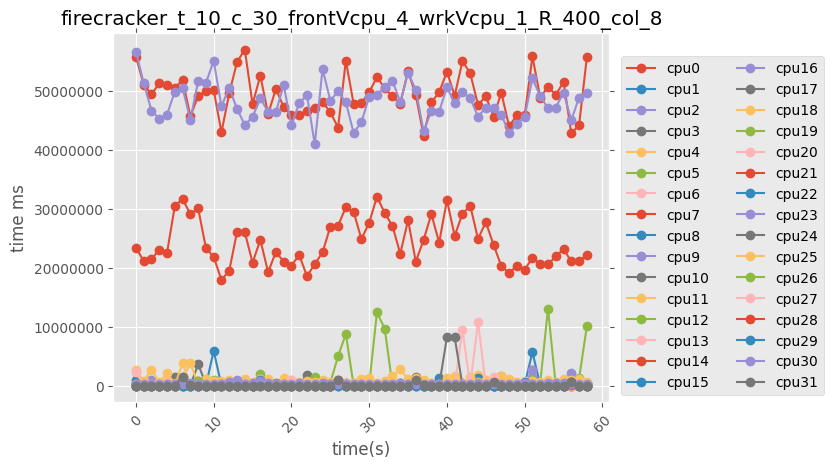 firecracker_t_10_c_30_frontVcpu_4_wrkVcpu_1_R_400_col_8
time ms
50000000
40000000
30000000
20000000
10000000
0
0
10
20
30
40
50
60
time(s)
cpu0
cpu1
cpu2
cpu3
cpu4
cpu5
cpu6
cpu7
cpu8
cpu9
cpu10
cpu11
cpu12
cpu13
cpu14
cpu15
cpu16
cpu17
cpu18
cpu19
cpu20
cpu21
cpu22
cpu23
cpu24
cpu25
cpu26
cpu27
cpu28
cpu29
cpu30
cpu31